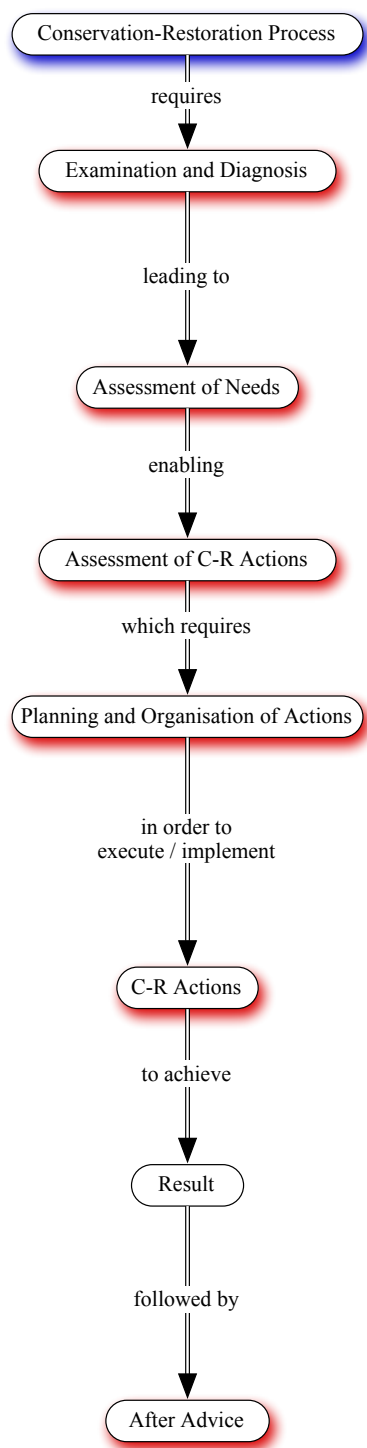 Conservation-Restoration Process
requires
Examination and Diagnosis
leading to
Assessment of Needs
enabling
Assessment of C-R Actions
which requires
Planning and Organisation of Actions
in order to
execute / implement
C-R Actions
to achieve
Result
followed by
After Advice